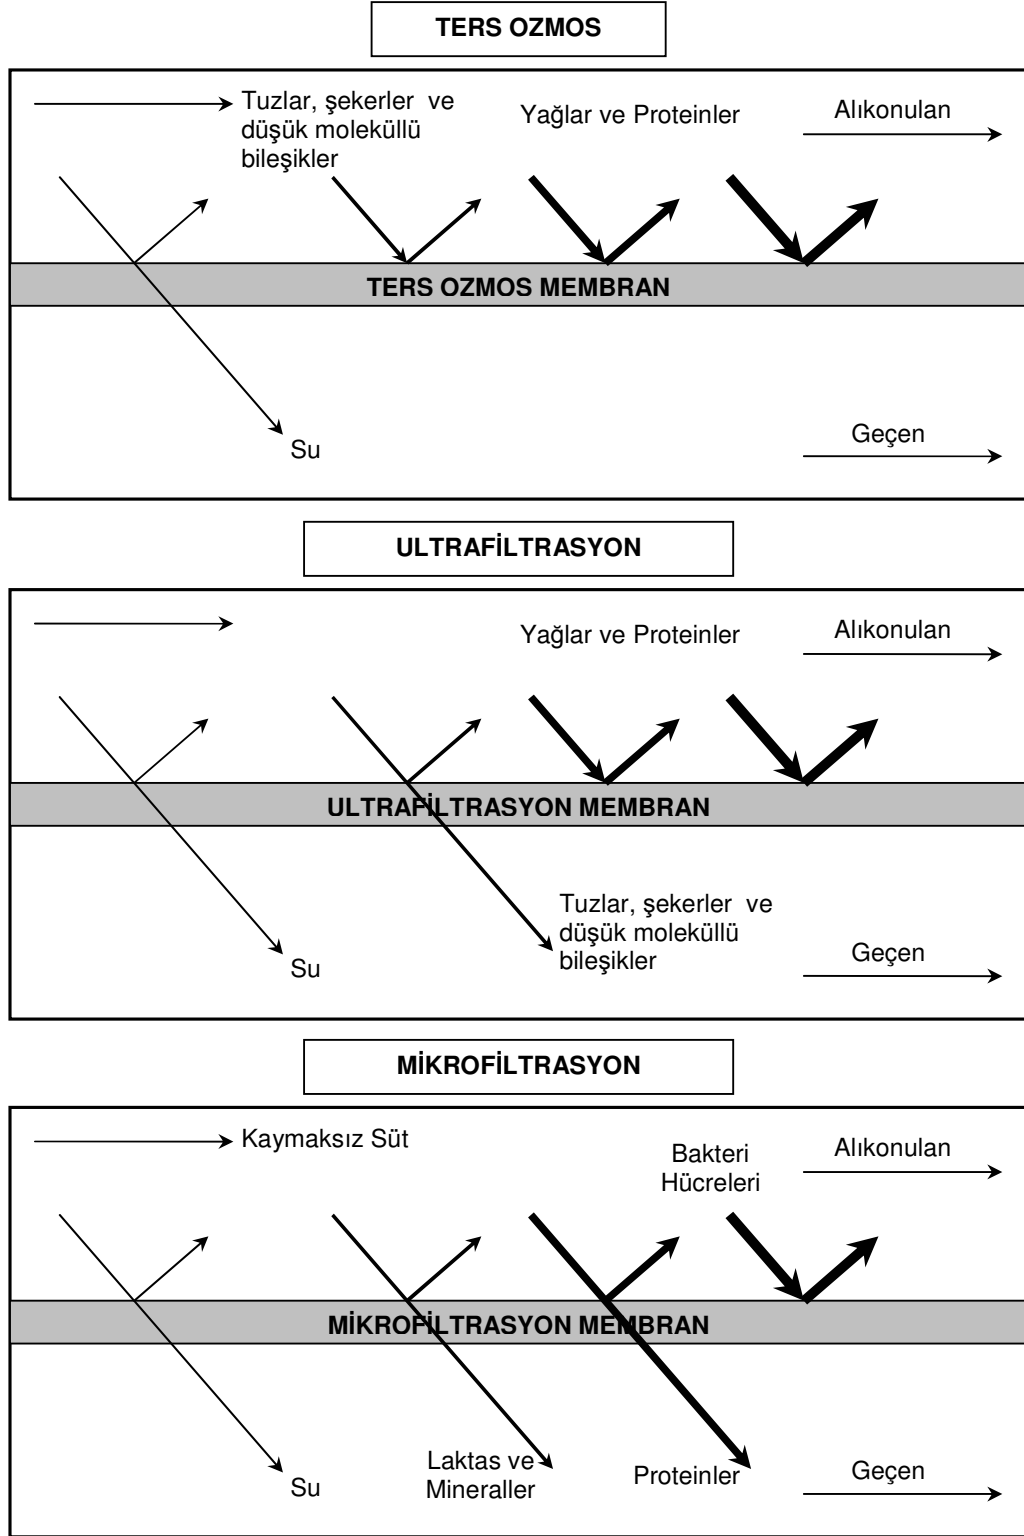 TERS OZMOS
Tuzlar, şekerler ve
düşük moleküllü
bileşikler
Yağlar ve Proteinler
Alıkonulan
TERS OZMOS MEMBRAN
Su
Geçen
ULTRAFİLTRASYON
Yağlar ve Proteinler
Alıkonulan
ULTRAFİLTRASYON MEMBRAN
Tuzlar, şekerler ve
düşük moleküllü
bileşikler
Su
Geçen
MİKROFİLTRASYON
Kaymaksız Süt
Bakteri
Hücreleri
Alıkonulan
MİKROFİLTRASYON MEMBRAN
Su
Laktas ve
Mineraller
Proteinler
Geçen